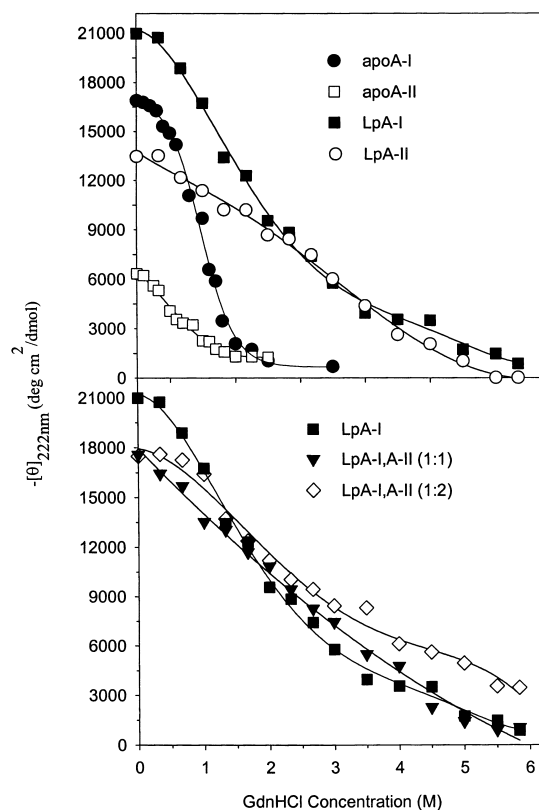 21000
18000
15000
12000
9000
6000
3000
0
apoA-I
apoA-II
LpA-I
LpA-II
-[θ]222nm (deg cm2/dmol)
21000
18000
15000
12000
9000
6000
3000
0
LpA-I
LpA-I,A-II (1:1)
LpA-I,A-II (1:2)
0 1 2 3 4 5 6
GdnHCl Concentration (M)